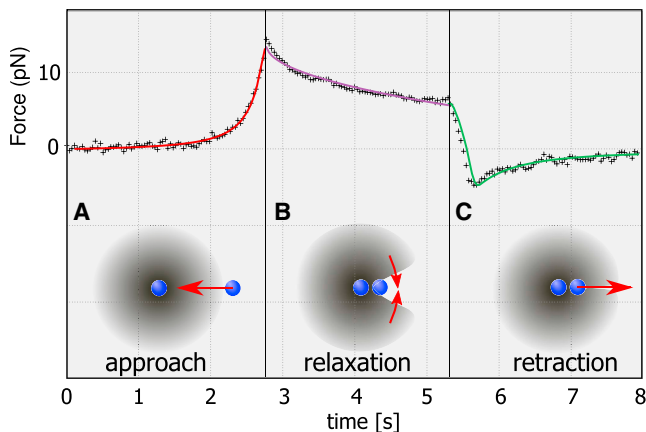 Force (pN)
10
0
A
B
C
approach
relaxation
retraction
0
1
2
3
4
5
6
7
8
time [s]